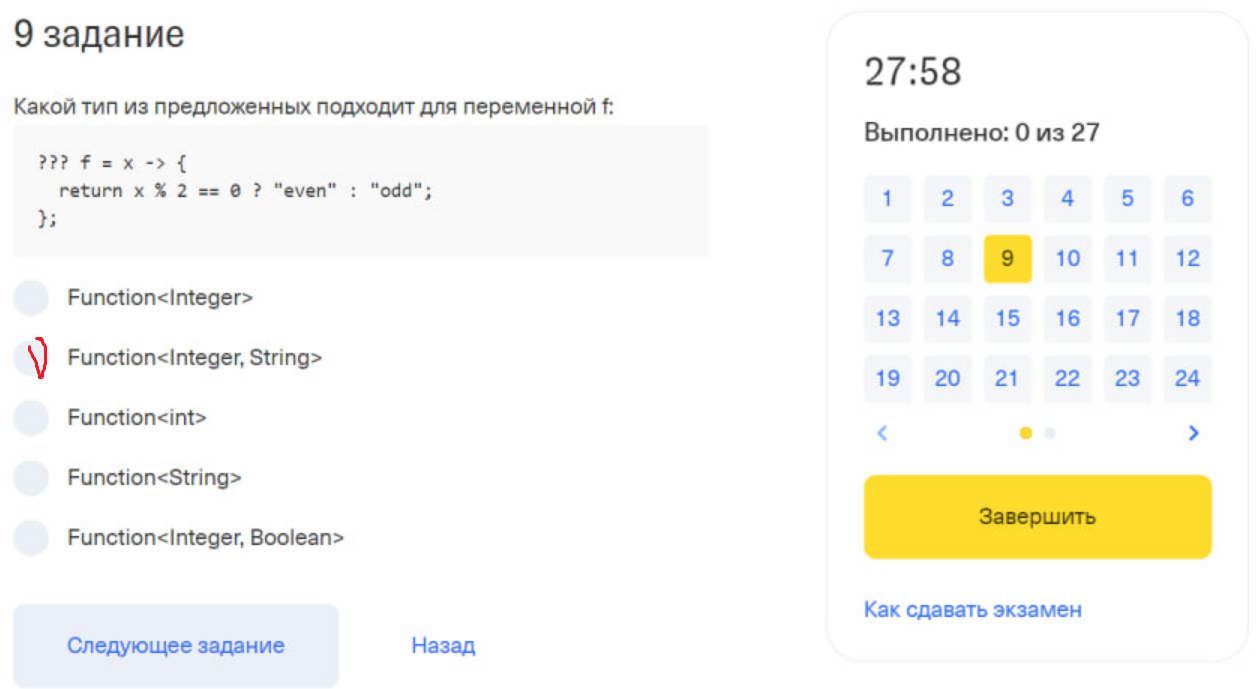 9 задание
Какой тип из предложенных подходит для переменной f:
??? f = x -> {
  return x % 2 == 0 ? "even" : "odd";
};
Function<Integer>
Function<Integer, String>
Function<int>
Function<String>
Function<Integer, Boolean>
Следующее задание Назад
27:58
Выполнено: 0 из 27
1 2 3 4 5 6
7 8 9 10 11 12
13 14 15 16 17 18
19 20 21 22 23 24
Завершить
Как сдавать экзамен